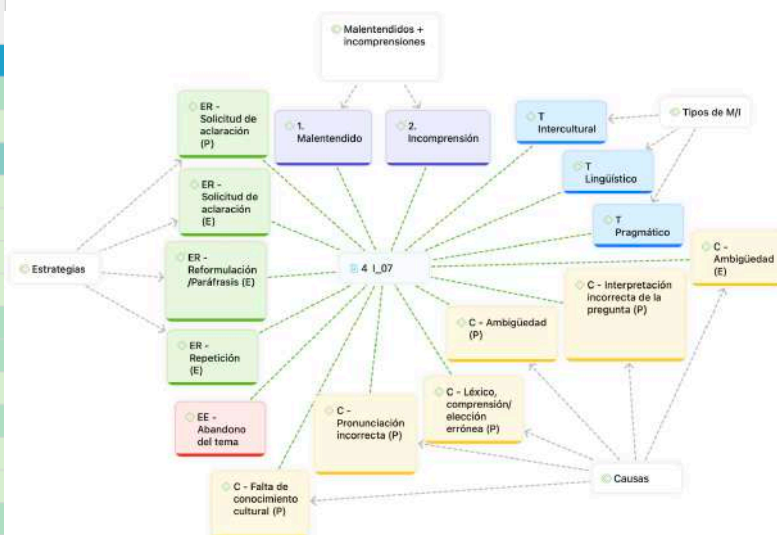 Malentendidos +
incomprensiones
ER -
Solicitud de
aclaración
(P)
1.
Malentendido
2.
Incomprensión
T
Intercultural
Tipos de M/I
T
Lingüístico
ER -
Solicitud de
aclaración
(E)
T
Pragmático
Estrategias
ER -
Reformulación
/Paráfrasis (E)
4 I_07
C -
Ambigüedad
(E)
C - Interpretación
incorrecta de la
pregunta (P)
C - Ambigüedad
(P)
ER -
Repetición
(E)
EE -
Abandono
del tema
C -
Pronunciación
incorrecta (P)
C - Léxico,
comprensión/
elección
errónea (P)
C - Falta de
conocimiento
cultural (P)
Causas